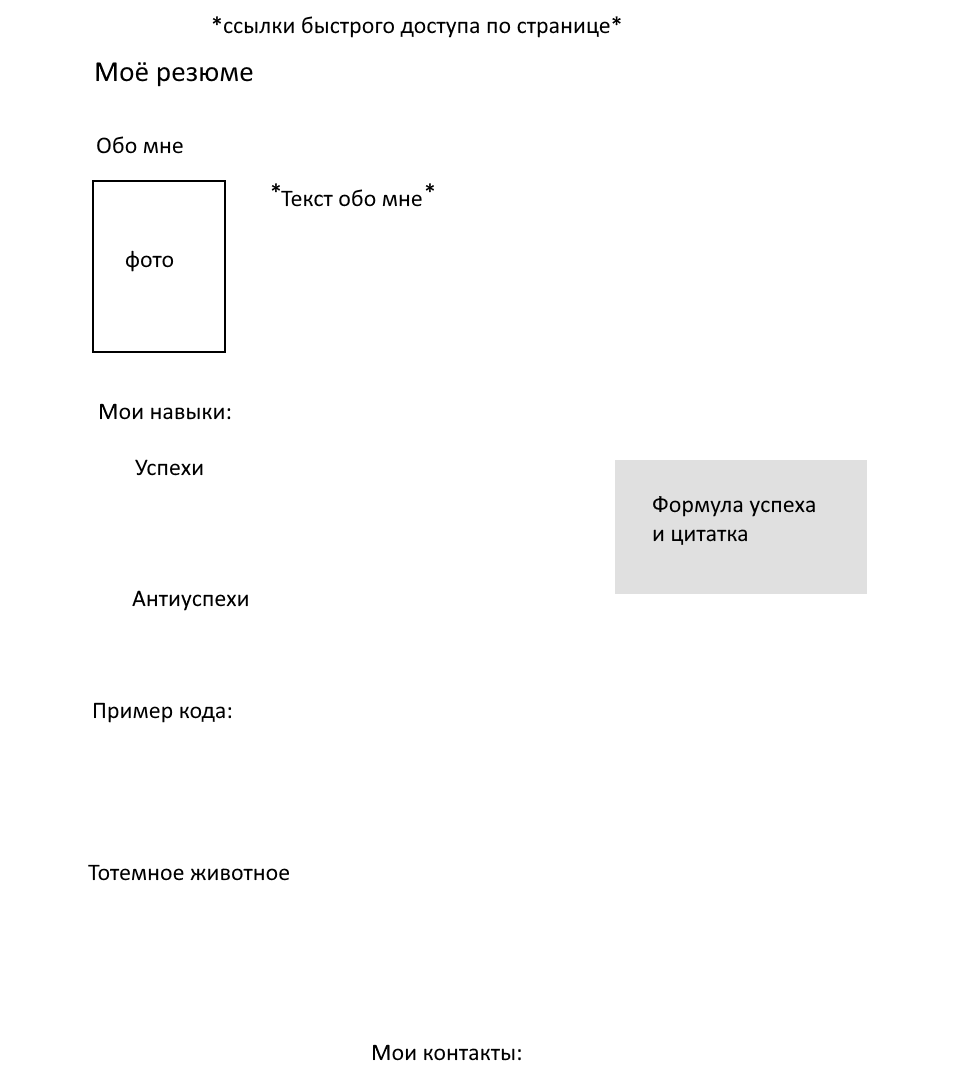 *ссылки быстрого доступа по странице*
Моё резюме
Обо мне
*Текст обо мне*
фото
Мои навыки:
Успехи
Формула успеха
и цитатка
Антиуспехи
Пример кода:
Тотемное животное
Мои контакты: